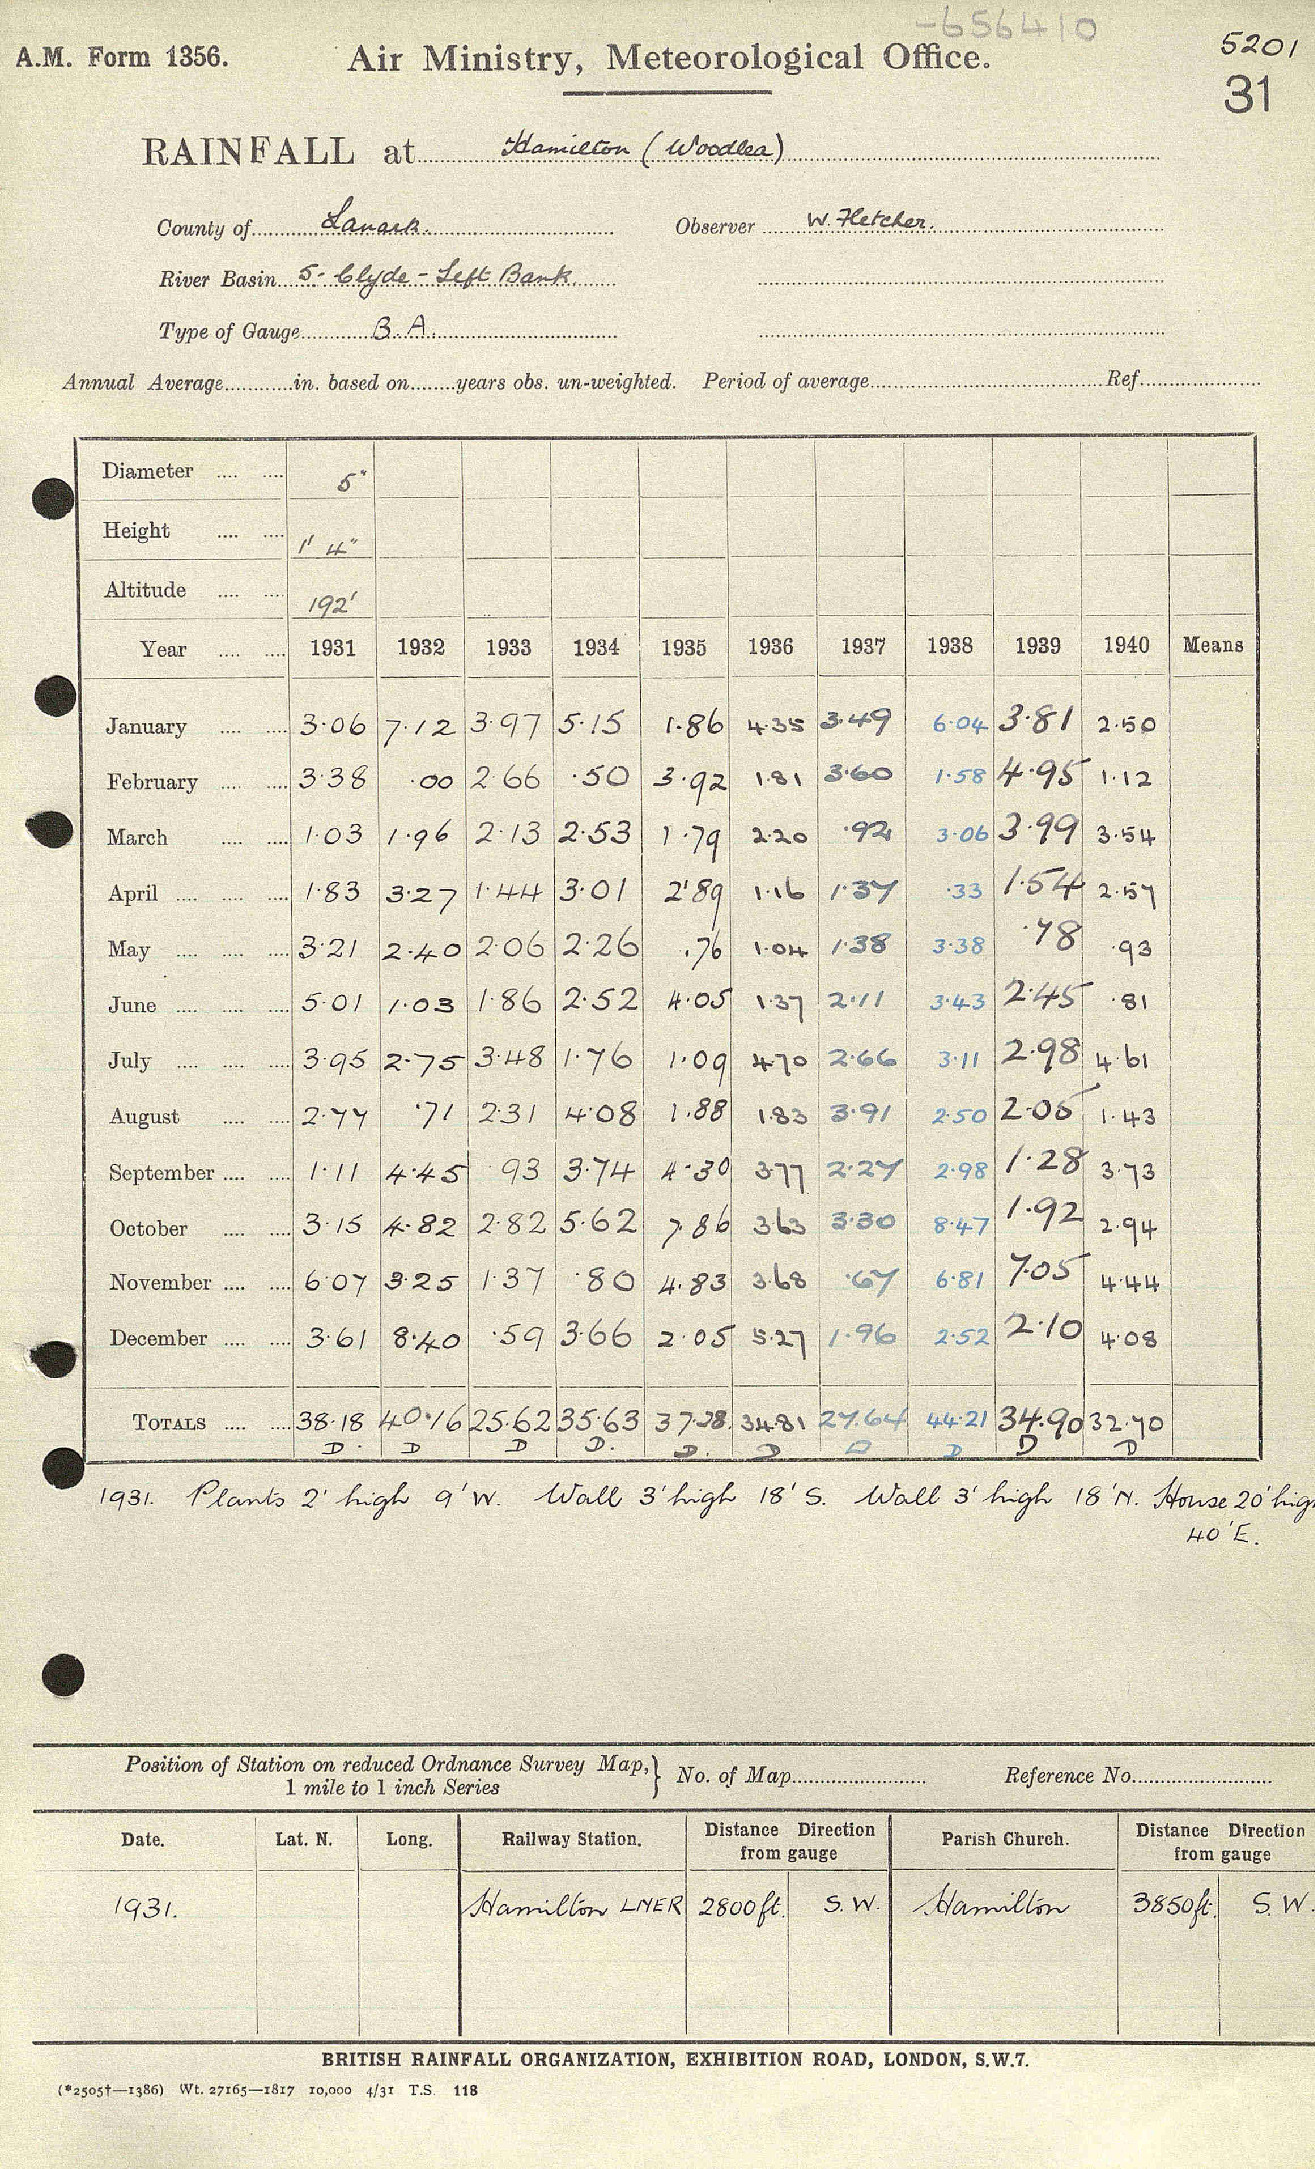 -656410
A.M. Form 1356. Air Ministry, Meteorological Office. 5201
31
RAINFALL at Hamilton (Woodlea)
County of Lanark. Observer W. Fletcher.
River Basin 5- Clyde - Left Bank.
Type of Gauge B.A.
Annual Average in. based on years obs. un-weighted. Period of average Ref.
Diameter 5"
Height 1' 4"
Altitude 192'
Year 1931 1932 1933 1934 1935 1936 1937 1938 1939 1940 Means
January 3.06 7.12 3.97 5.15 1.86 4.35 3.49 6.04 3.81 2.50
February 3.38 .00 2.66 .50 3.92 1.81 3.60 1.58 4.95 1.12
March 1.03 1.96 2.13 2.53 1.79 2.20 .92 3.06 3.99 3.54
April 1.83 3.27 1.44 3.01 2.89 1.16 1.37 .33 1.54 2.57
May 3.21 2.40 2.06 2.26 .76 1.04 1.38 3.38 .78 .93
June 5.01 1.03 1.86 2.52 4.05 1.37 2.11 3.43 2.45 .81
July 3.95 2.75 3.48 1.76 1.09 4.70 2.66 3.11 2.98 4.61
August 2.77 .71 2.31 4.08 1.88 1.83 3.91 2.50 2.05 1.43
September 1.11 4.45 .93 3.74 4.30 3.77 2.27 2.98 1.28 3.73
October 3.15 4.82 2.82 5.62 7.86 3.63 3.30 8.47 1.92 2.94
November 6.07 3.25 1.37 .80 4.83 3.68 .67 6.81 7.05 4.44
December 3.61 8.40 .59 3.66 2.05 5.27 1.96 2.52 2.10 4.08
TOTALS 38.18 40.16 25.62 35.63 37.28 34.81 27.64 44.21 34.90 32.70
D D D D D D D D D D
1931. Plants 2' high 9' W. Wall 3' high 18' S. Wall 3' high 18' N. House 20' hig
40' E.
Position of Station on reduced Ordnance Survey Map, 1 mile to 1 inch Series } No. of Map Reference No.
Date. Lat. N. Long. Railway Station. Distance Direction from gauge Parish Church. Distance Direction from gauge
1931. Hamilton LNER 2800 ft. S.W. Hamilton 3850 ft. S.W.
BRITISH RAINFALL ORGANIZATION, EXHIBITION ROAD, LONDON, S.W.7.
(*2505†—1386) Wt. 27165—1817 10,000 4/31 T.S. 118